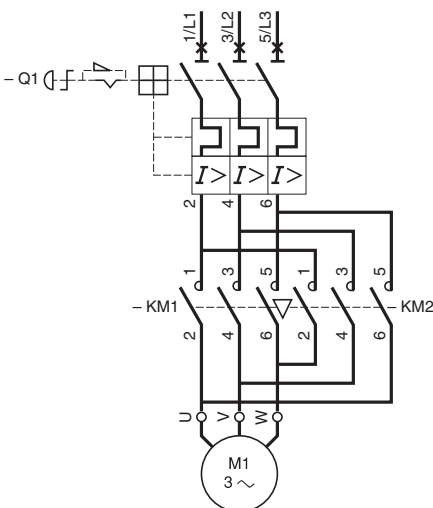 1/L1 3/L2 5/L3
– Q1
I> I> I>
2 4 6
1 3 5 1 3 5
– KM1 – KM2
2 4 6 2 4 6
U V W
M1
3 ~